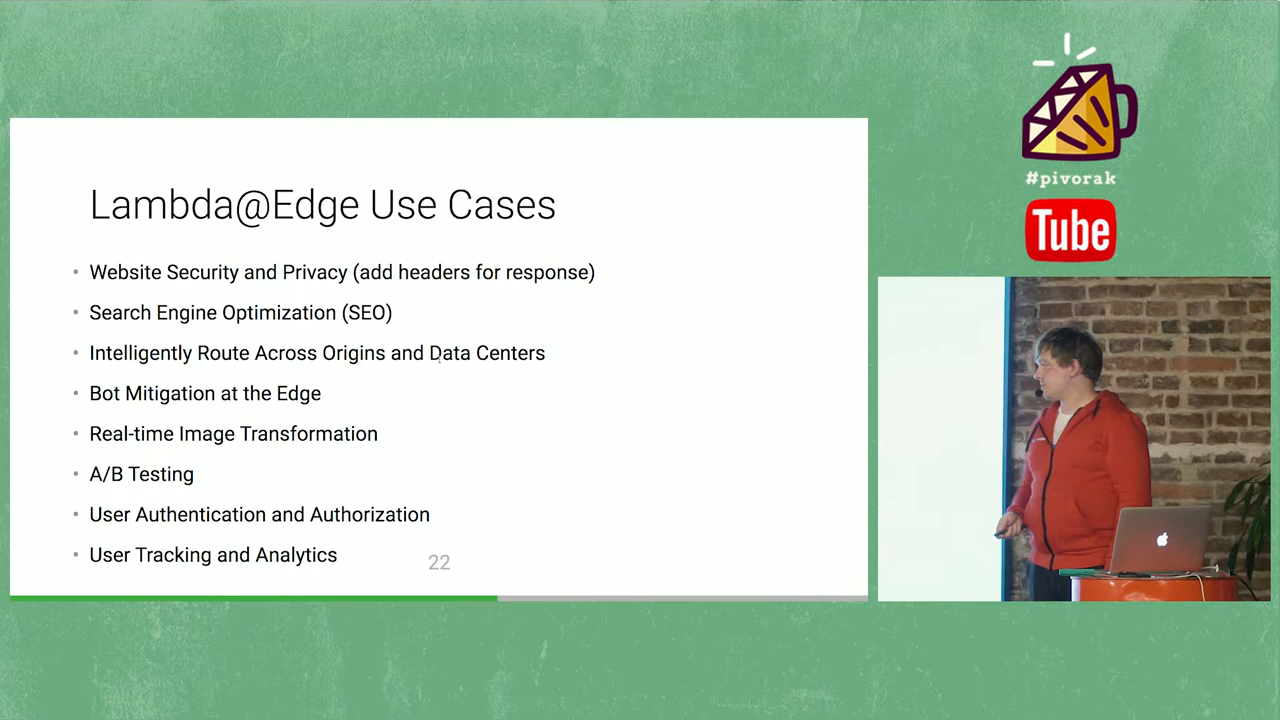 Lambda@Edge Use Cases
• Website Security and Privacy (add headers for response)
• Search Engine Optimization (SEO)
• Intelligently Route Across Origins and Data Centers
• Bot Mitigation at the Edge
• Real-time Image Transformation
• A/B Testing
• User Authentication and Authorization
• User Tracking and Analytics
22
#pivorak
Tube